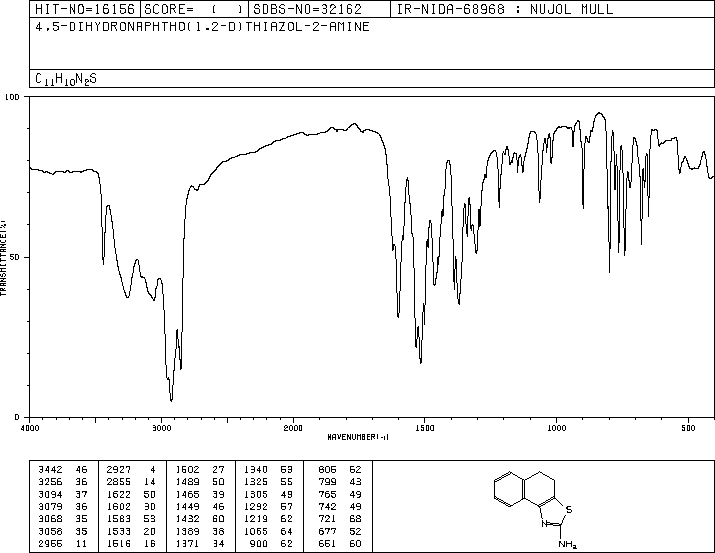 HIT-NO=16156 SCORE= ( ) SDBS-NO=32162 IR-NIDA-68968 : NUJOL MULL
4,5-DIHYDRONAPHTHO(1,2-D)THIAZOL-2-AMINE
C11H10N2S
100
50
0
TRANSMITTANCE(%)
4000 3000 2000 1500 1000 500
WAVENUMBER(-1)
3442 46 2927 4 1502 27 1340 53 806 62
3256 36 2855 14 1489 50 1325 55 799 43
3094 37 1622 50 1465 39 1305 49 765 49
3079 36 1602 30 1449 46 1292 57 742 49
3068 35 1583 53 1432 60 1219 62 721 68
3058 35 1533 20 1389 38 1065 64 677 52
2955 11 1516 16 1371 34 900 62 651 60
S
N
NH2